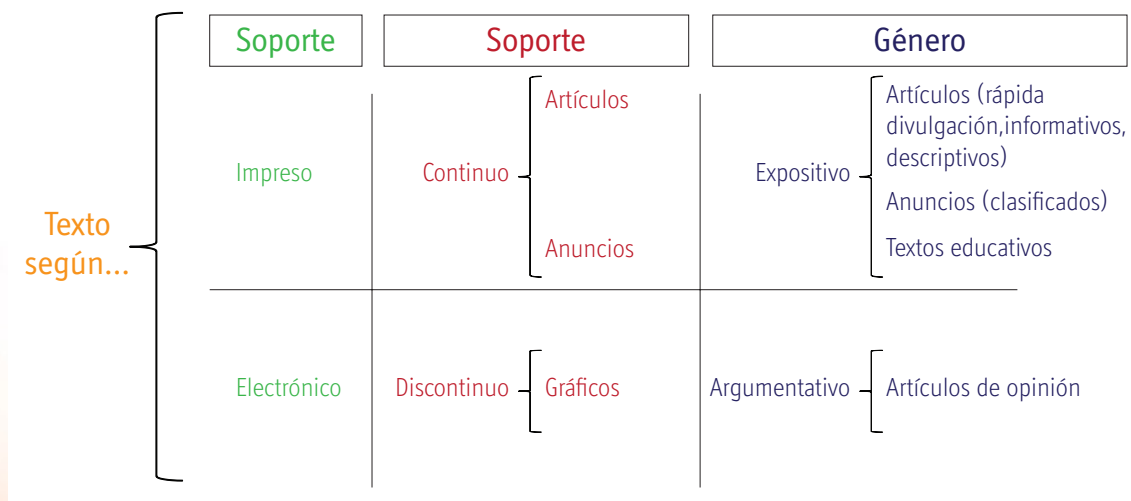 Texto
según...
Soporte
Soporte
Género
Impreso
Continuo
Artículos
Anuncios
Expositivo
Artículos (rápida
divulgación,informativos,
descriptivos)
Anuncios (clasificados)
Textos educativos
Electrónico
Discontinuo
Gráficos
Argumentativo
Artículos de opinión